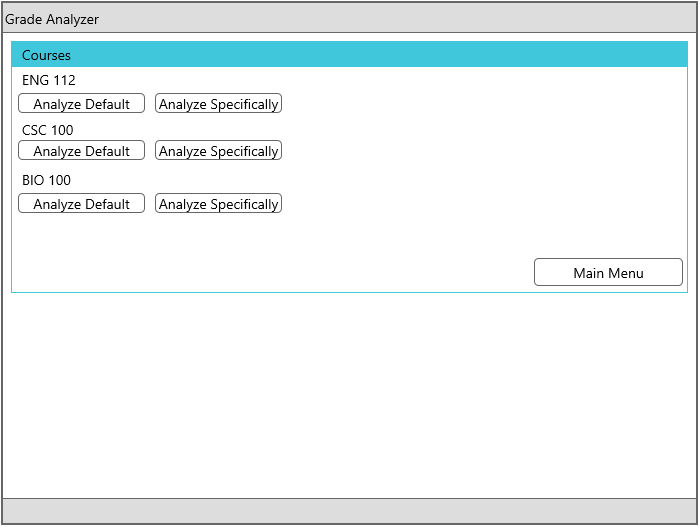 Grade Analyzer
Courses
ENG 112
Analyze Default Analyze Specifically
CSC 100
Analyze Default Analyze Specifically
BIO 100
Analyze Default Analyze Specifically
Main Menu